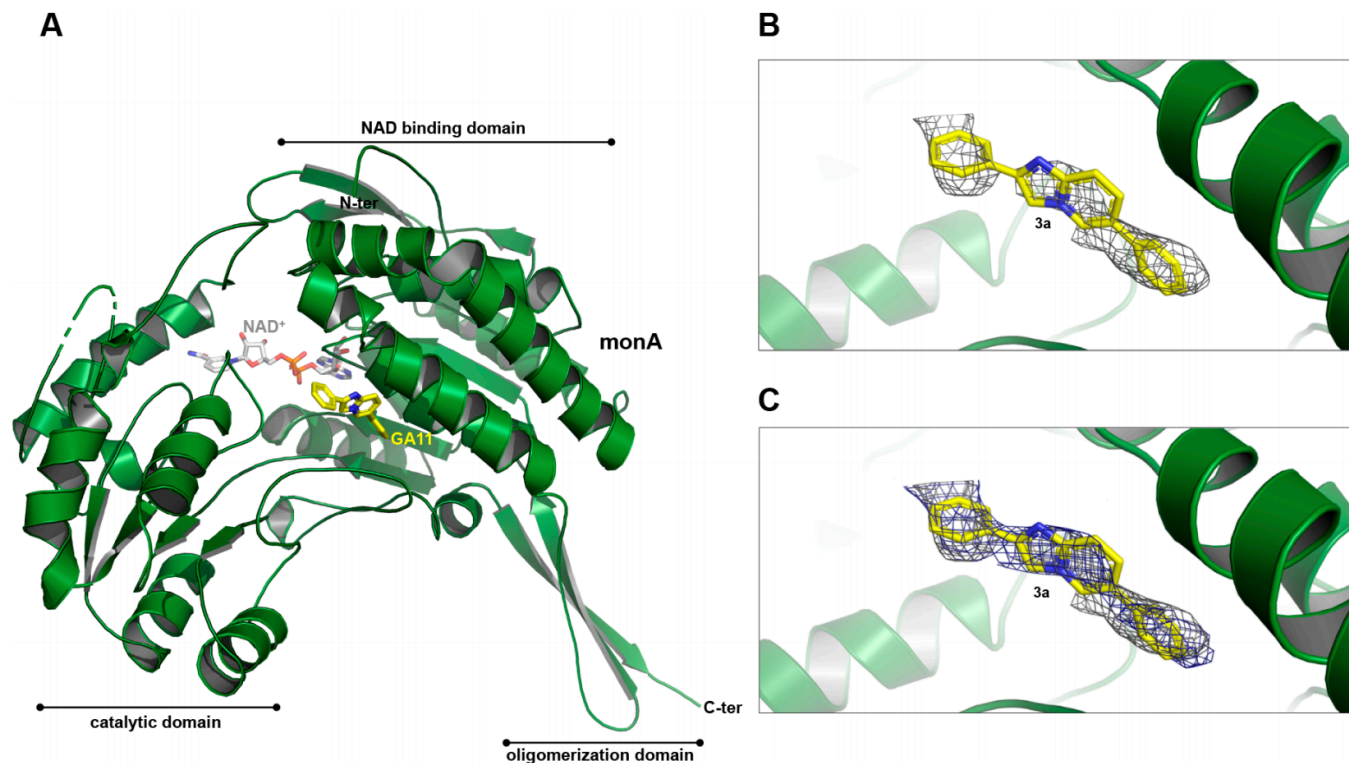 A
NAD binding domain
N-ter
NAD+
monA
GA11
C-ter
catalytic domain
oligomerization domain
B
3a
C
3a